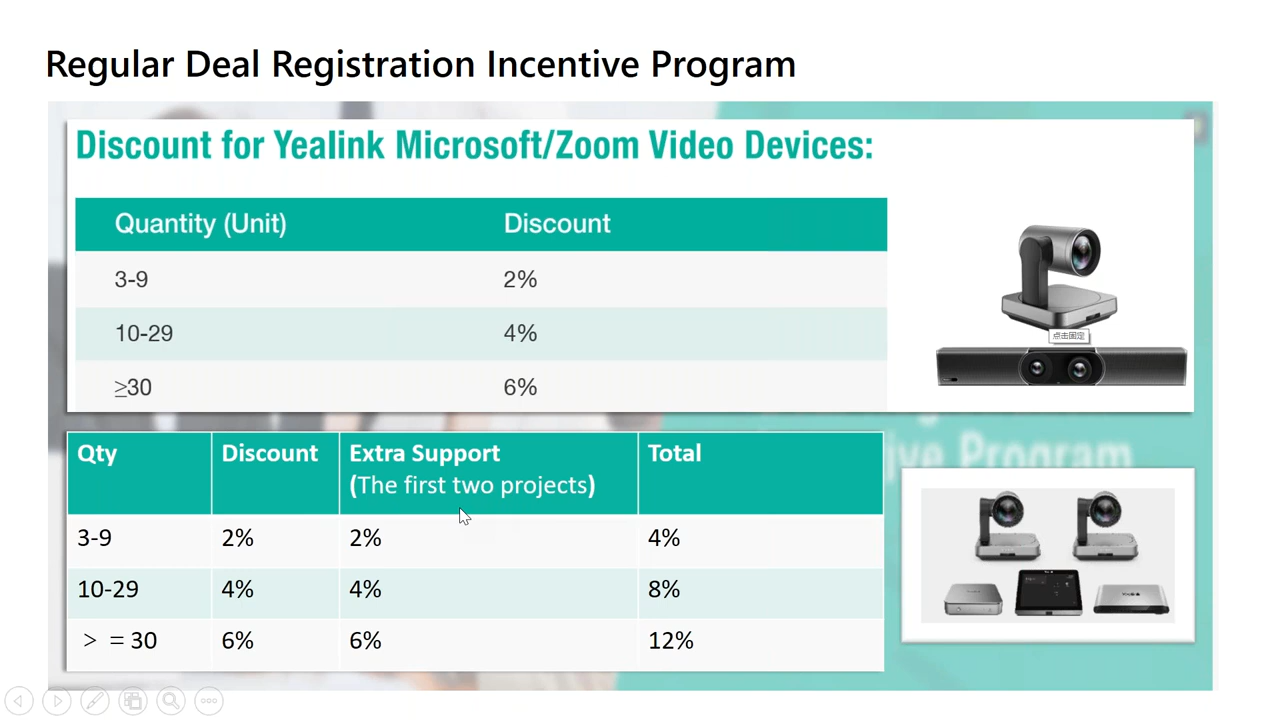 Regular Deal Registration Incentive Program
Discount for Yealink Microsoft/Zoom Video Devices:
Quantity (Unit) Discount
3-9 2%
10-29 4%
≥30 6%
点击固定
ive Program
Qty Discount Extra Support Total
(The first two projects)
3-9 2% 2% 4%
10-29 4% 4% 8%
> = 30 6% 6% 12%